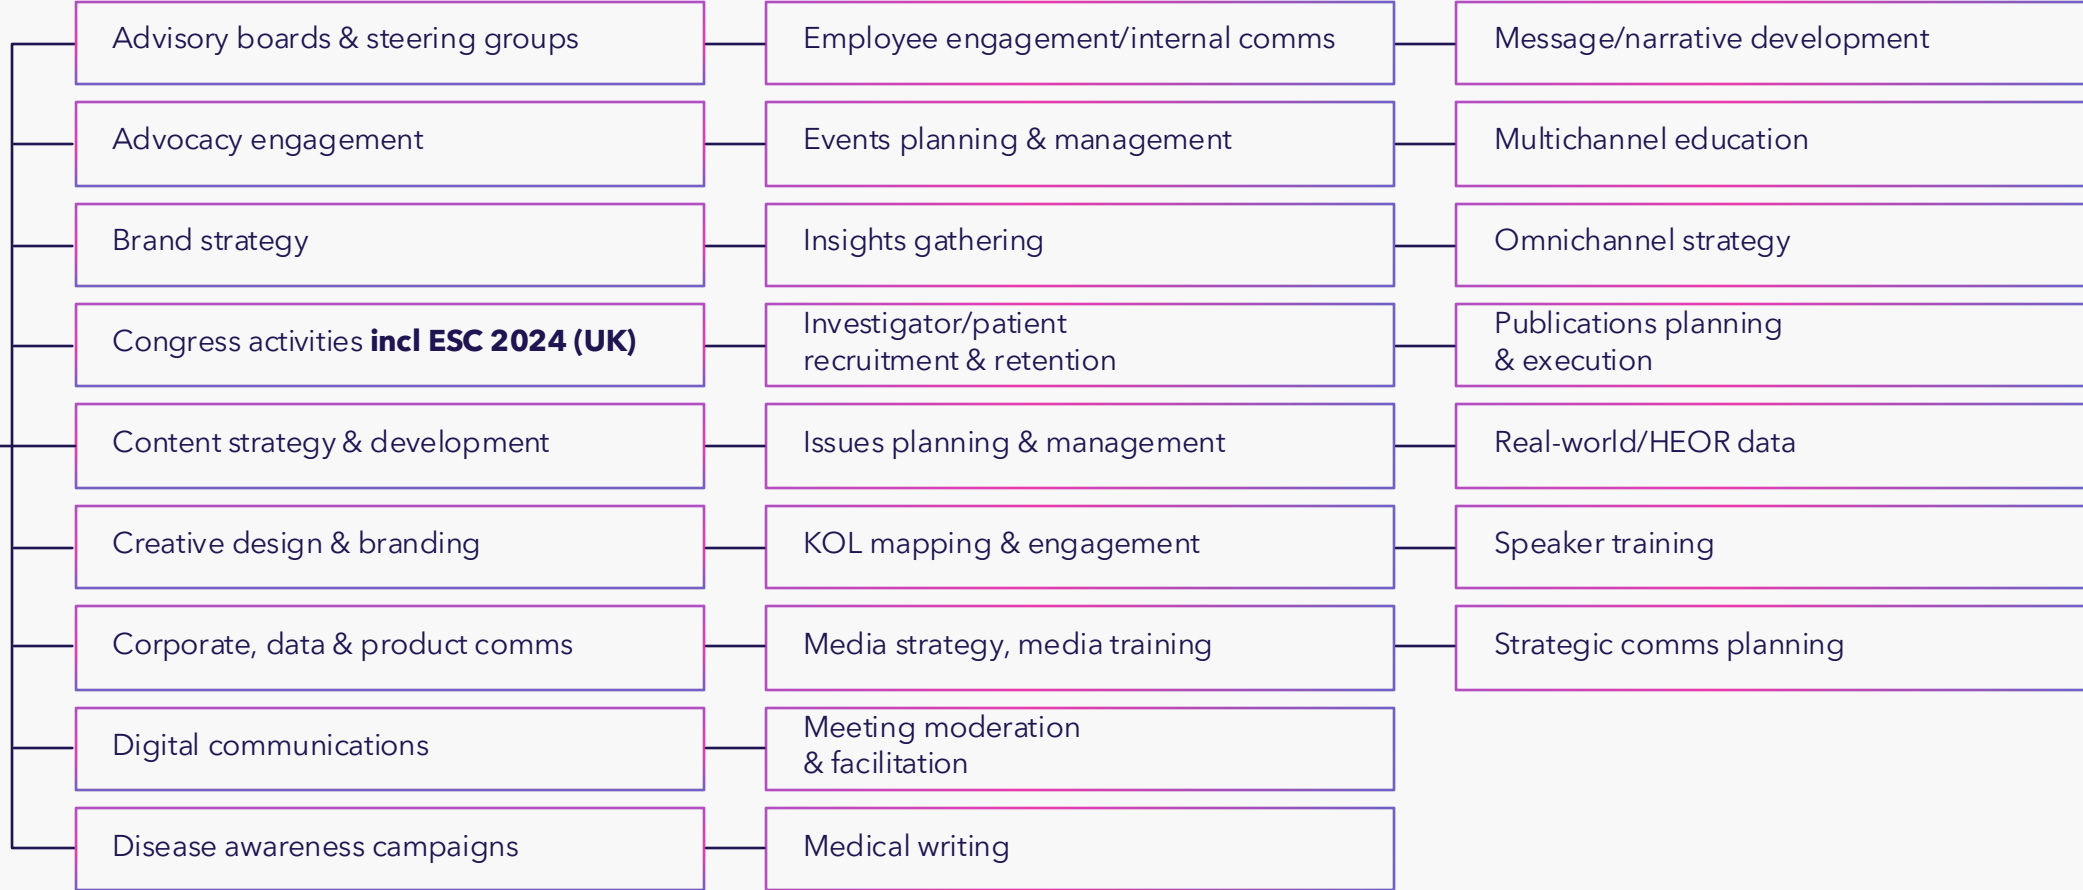 Advisory boards & steering groups
Advocacy engagement
Brand strategy
Congress activities incl ESC 2024 (UK)
Content strategy & development
Creative design & branding
Corporate, data & product comms
Digital communications
Disease awareness campaigns
Employee engagement/internal comms
Events planning & management
Insights gathering
Investigator/patient
recruitment & retention
Issues planning & management
KOL mapping & engagement
Media strategy, media training
Meeting moderation
& facilitation
Medical writing
Message/narrative development
Multichannel education
Omnichannel strategy
Publications planning
& execution
Real-world/HEOR data
Speaker training
Strategic comms planning